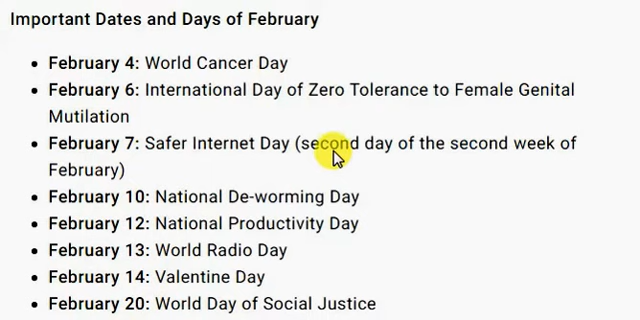 Important Dates and Days of February
February 4: World Cancer Day
February 6: International Day of Zero Tolerance to Female Genital
Mutilation
February 7: Safer Internet Day (second day of the second week of
February)
February 10: National De-worming Day
February 12: National Productivity Day
February 13: World Radio Day
February 14: Valentine Day
February 20: World Day of Social Justice